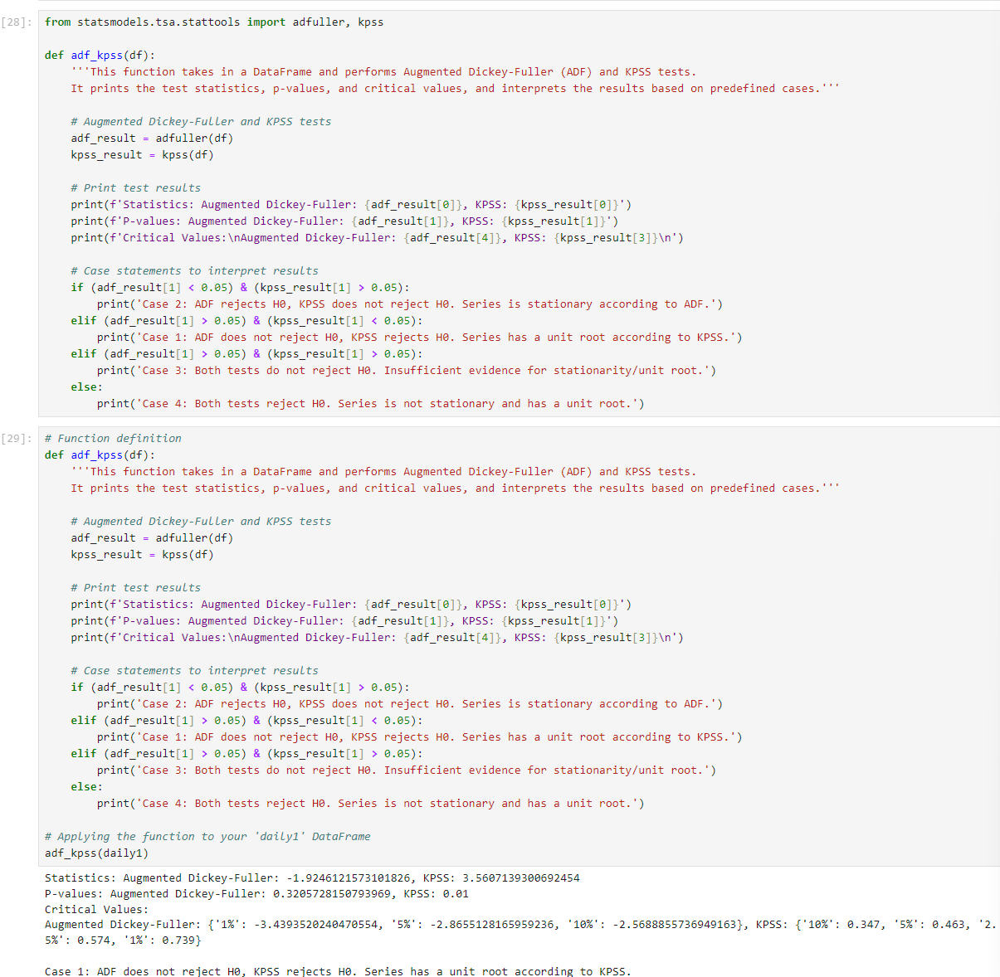 [28]: from statsmodels.tsa.stattools import adfuller, kpss
def adf_kpss(df):
'''This function takes in a DataFrame and performs Augmented Dickey-Fuller (ADF) and KPSS tests.
It prints the test statistics, p-values, and critical values, and interprets the results based on predefined cases.'''
# Augmented Dickey-Fuller and KPSS tests
adf_result = adfuller(df)
kpss_result = kpss(df)
# Print test results
print(f'Statistics: Augmented Dickey-Fuller: {adf_result[0]}, KPSS: {kpss_result[0]}')
print(f'P-values: Augmented Dickey-Fuller: {adf_result[1]}, KPSS: {kpss_result[1]}')
print(f'Critical Values:\nAugmented Dickey-Fuller: {adf_result[4]}, KPSS: {kpss_result[3]}\n')
# Case statements to interpret results
if (adf_result[1] < 0.05) & (kpss_result[1] > 0.05):
print('Case 2: ADF rejects H0, KPSS does not reject H0. Series is stationary according to ADF.')
elif (adf_result[1] > 0.05) & (kpss_result[1] < 0.05):
print('Case 1: ADF does not reject H0, KPSS rejects H0. Series has a unit root according to KPSS.')
elif (adf_result[1] > 0.05) & (kpss_result[1] > 0.05):
print('Case 3: Both tests do not reject H0. Insufficient evidence for stationarity/unit root.')
else:
print('Case 4: Both tests reject H0. Series is not stationary and has a unit root.')
[29]: # Function definition
def adf_kpss(df):
'''This function takes in a DataFrame and performs Augmented Dickey-Fuller (ADF) and KPSS tests.
It prints the test statistics, p-values, and critical values, and interprets the results based on predefined cases.'''
# Augmented Dickey-Fuller and KPSS tests
adf_result = adfuller(df)
kpss_result = kpss(df)
# Print test results
print(f'Statistics: Augmented Dickey-Fuller: {adf_result[0]}, KPSS: {kpss_result[0]}')
print(f'P-values: Augmented Dickey-Fuller: {adf_result[1]}, KPSS: {kpss_result[1]}')
print(f'Critical Values:\nAugmented Dickey-Fuller: {adf_result[4]}, KPSS: {kpss_result[3]}\n')
# Case statements to interpret results
if (adf_result[1] < 0.05) & (kpss_result[1] > 0.05):
print('Case 2: ADF rejects H0, KPSS does not reject H0. Series is stationary according to ADF.')
elif (adf_result[1] > 0.05) & (kpss_result[1] < 0.05):
print('Case 1: ADF does not reject H0, KPSS rejects H0. Series has a unit root according to KPSS.')
elif (adf_result[1] > 0.05) & (kpss_result[1] > 0.05):
print('Case 3: Both tests do not reject H0. Insufficient evidence for stationarity/unit root.')
else:
print('Case 4: Both tests reject H0. Series is not stationary and has a unit root.')
# Applying the function to your 'daily1' DataFrame
adf_kpss(daily1)
Statistics: Augmented Dickey-Fuller: -1.9246121573101826, KPSS: 3.5607139300692454
P-values: Augmented Dickey-Fuller: 0.3205728150793969, KPSS: 0.01
Critical Values:
Augmented Dickey-Fuller: {'1%': -3.4393520240470554, '5%': -2.8655128165959236, '10%': -2.5688855736949163}, KPSS: {'10%': 0.347, '5%': 0.463, '2.
5%': 0.574, '1%': 0.739}
Case 1: ADF does not reject H0, KPSS rejects H0. Series has a unit root according to KPSS.